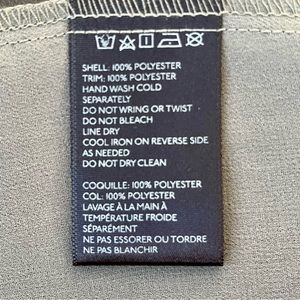 SHELL: 100% POLYESTER
TRIM: 100% POLYESTER
HAND WASH COLD
SEPARATELY
DO NOT WRING OR TWIST
DO NOT BLEACH
LINE DRY
COOL IRON ON REVERSE SIDE
AS NEEDED
DO NOT DRY CLEAN
COQUILLE: 100% POLYESTER
COL: 100% POLYESTER
LAVAGE À LA MAIN À
TEMPÉRATURE FROIDE
SÉPARÉMENT
NE PAS ESSORER OU TORDRE
NE PAS BLANCHIR